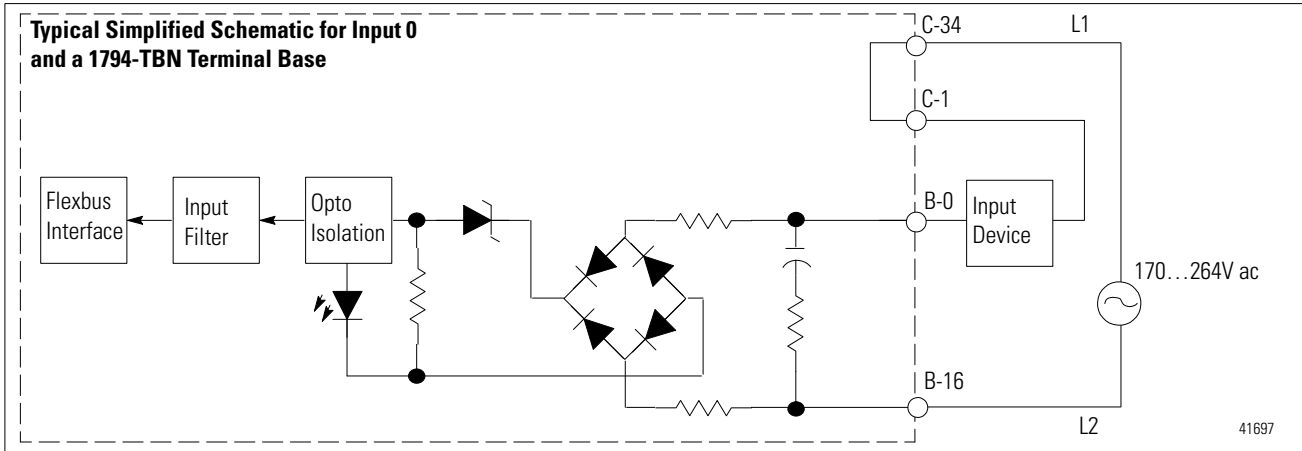 Typical Simplified Schematic for Input 0
and a 1794-TBN Terminal Base
C-34
L1
C-1
Flexbus
Interface
Input
Filter
Opto
Isolation
B-0
Input
Device
170...264V ac
B-16
L2
41697